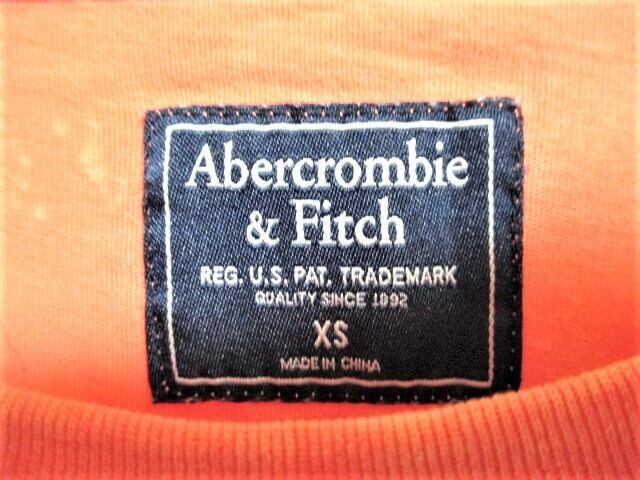 Abercrombie
& Fitch
REG. U.S. PAT. TRADEMARK
QUALITY SINCE 1892
XS
MADE IN CHINA